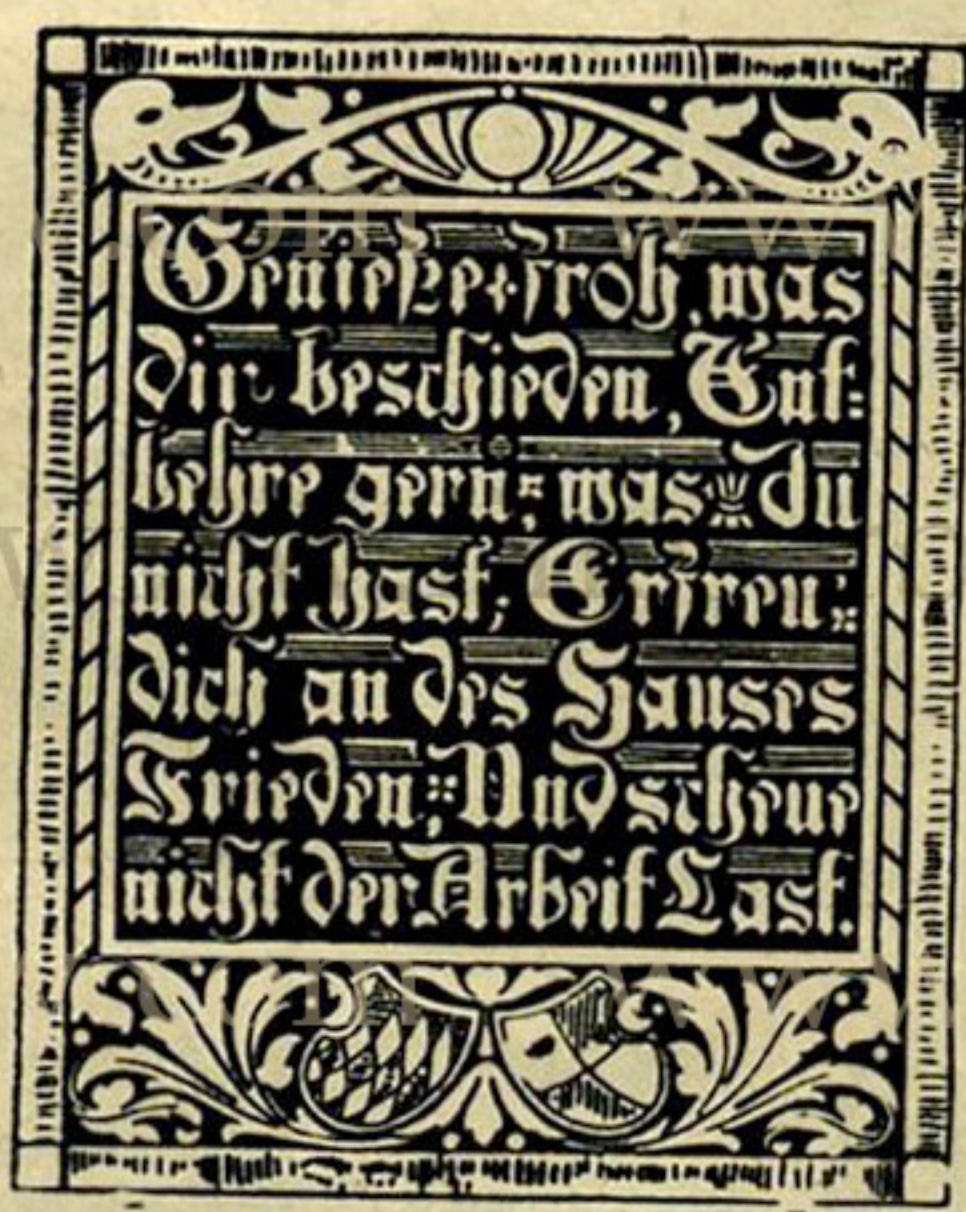 Genieße froh, was
dir beschieden, Ent-
behre gern, was du
nicht hast, Erfreu
dich an des Hauses
Frieden, Und scheue
nicht der Arbeit Last.